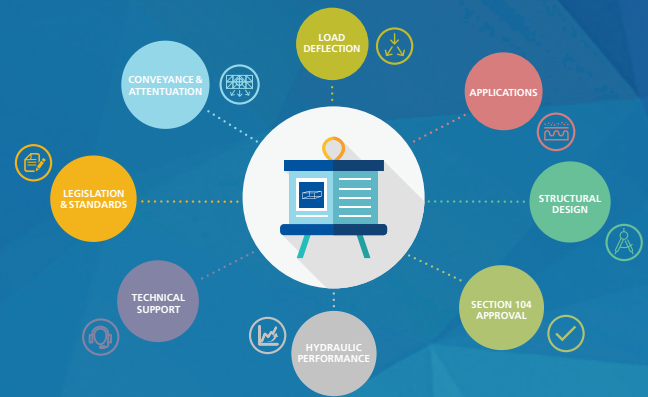 LOAD
DEFLECTION
CONVEYANCE &
ATTENTUATION
APPLICATIONS
LEGISLATION
& STANDARDS
STRUCTURAL
DESIGN
TECHNICAL
SUPPORT
SECTION 104
APPROVAL
HYDRAULIC
PERFORMANCE